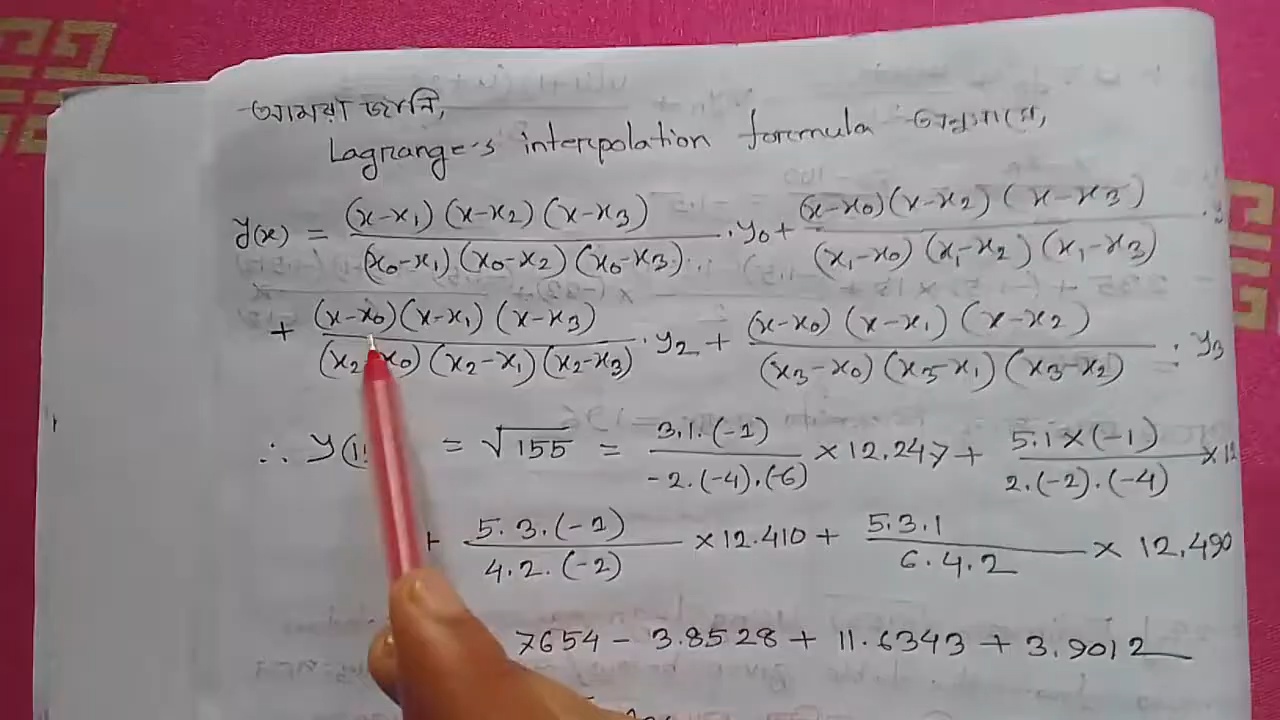 আমরা জানি,
Lagrange's interpolation formula অনুসারে,
y(x) = (x-x₁)(x-x₂)(x-x₃) / (x₀-x₁)(x₀-x₂)(x₀-x₃) . y₀ + (x-x₀)(x-x₂)(x-x₃) / (x₁-x₀)(x₁-x₂)(x₁-x₃) .
+ (x-x₀)(x-x₁)(x-x₃) / (x₂-x₀)(x₂-x₁)(x₂-x₃) . y₂ + (x-x₀)(x-x₁)(x-x₂) / (x₃-x₀)(x₃-x₁)(x₃-x₂) . y₃
∴ y(1 = √155 = 3.1.(-1) / -2.(-4).(-6) × 12.247 + 5.1×(-1) / 2.(-2).(-4) × 12
+ 5.3.(-1) / 4.2.(-2) × 12.410 + 5.3.1 / 6.4.2 × 12.490
7654 - 3.8528 + 11.6343 + 3.9012